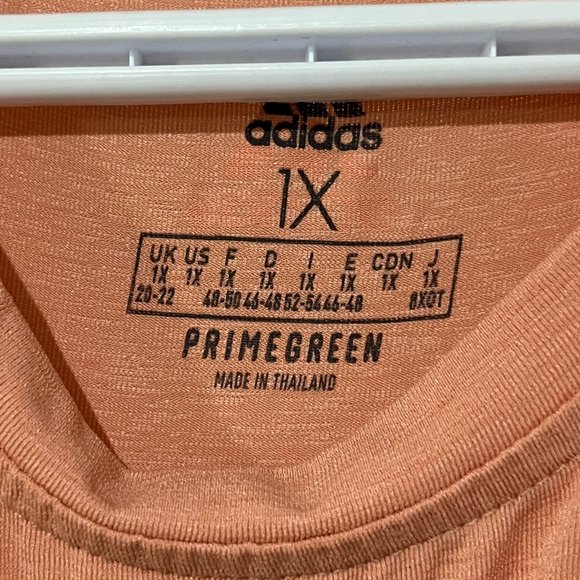 adidas
1X
UK US F D I E CDN J
1X 1X 1X 1X 1X 1X 1X 1X
20-22 48-50 46-48 52-54 46-48 8XOT
PRIMEGREEN
MADE IN THAILAND